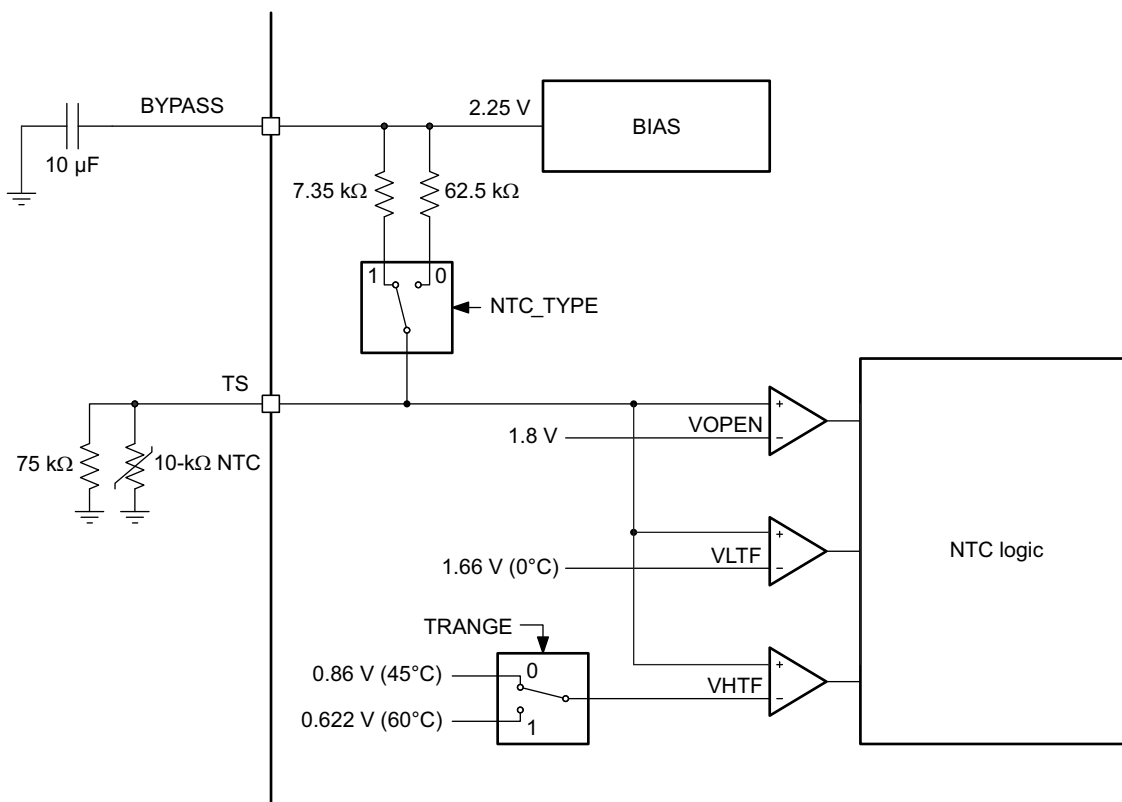 BYPASS
2.25 V
BIAS
10 µF
7.35 kΩ
62.5 kΩ
1
0
NTC_TYPE
TS
75 kΩ
10-kΩ NTC
+
VOPEN
1.8 V
−
+
VLTF
NTC logic
1.66 V (0°C)
−
TRANGE
0.86 V (45°C)
0
+
VHTF
−
0.622 V (60°C)
1